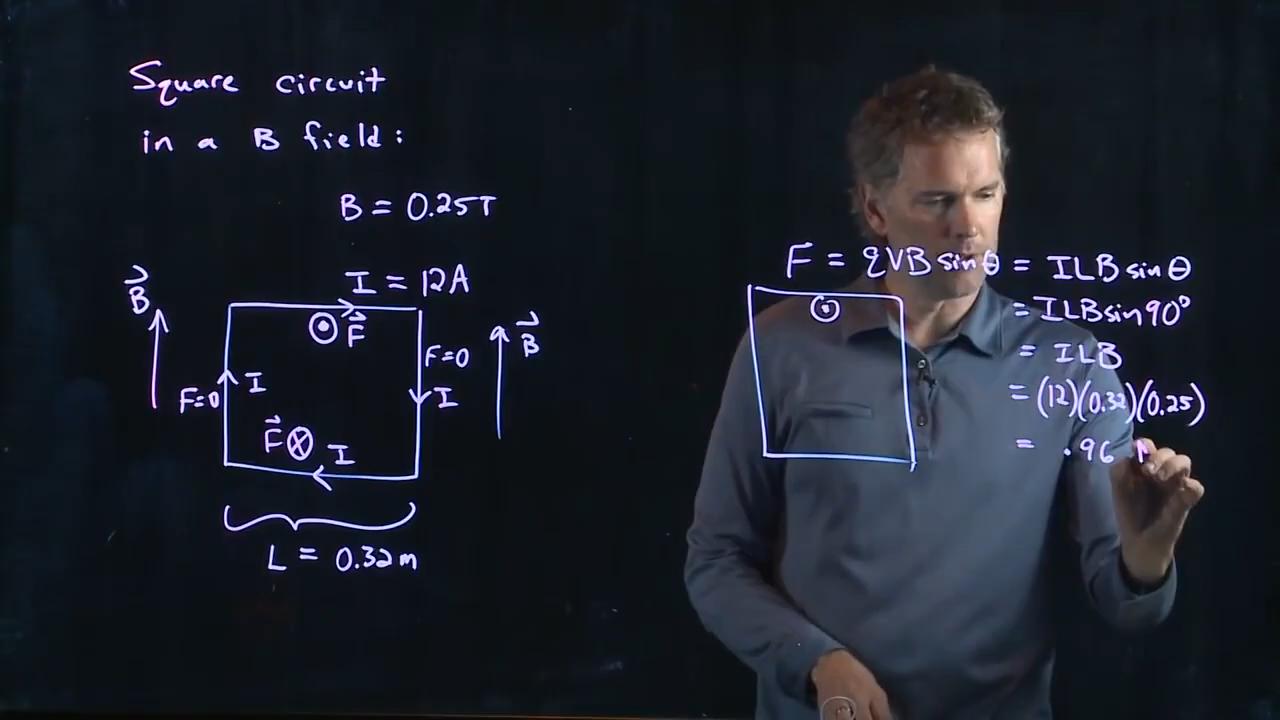 Square circuit
in a B field:
B = 0.25T
I = 12A
B
F
F=0
I
B
F=0
I
F
I
L = 0.32m
F = qVB sin θ = ILB sin θ
= ILB sin 90°
= ILB
= (12)(0.32)(0.25)
= .96